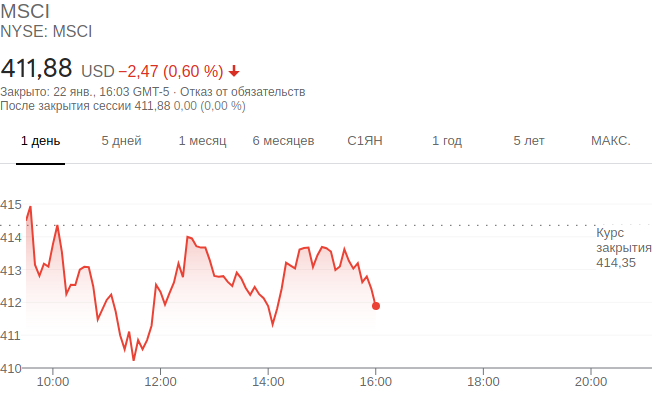 MSCI
NYSE: MSCI
411,88 USD −2,47 (0,60 %)
Закрыто: 22 янв., 16:03 GMT-5 · Отказ от обязательств
После закрытия сессии 411,88 0,00 (0,00 %)
1 день 5 дней 1 месяц 6 месяцев С1ЯН 1 год 5 лет МАКС.
415
414
413
412
411
410
Курс
закрытия
414,35
10:00 12:00 14:00 16:00 18:00 20:00